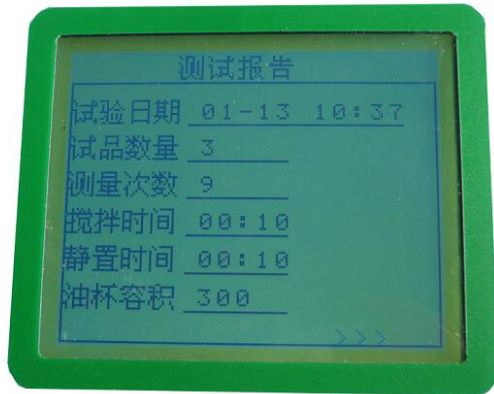 测试报告
试验日期 01-13 10:37
试品数量 3
测量次数 9
搅拌时间 00:10
静置时间 00:10
油杯容积 300
>>>